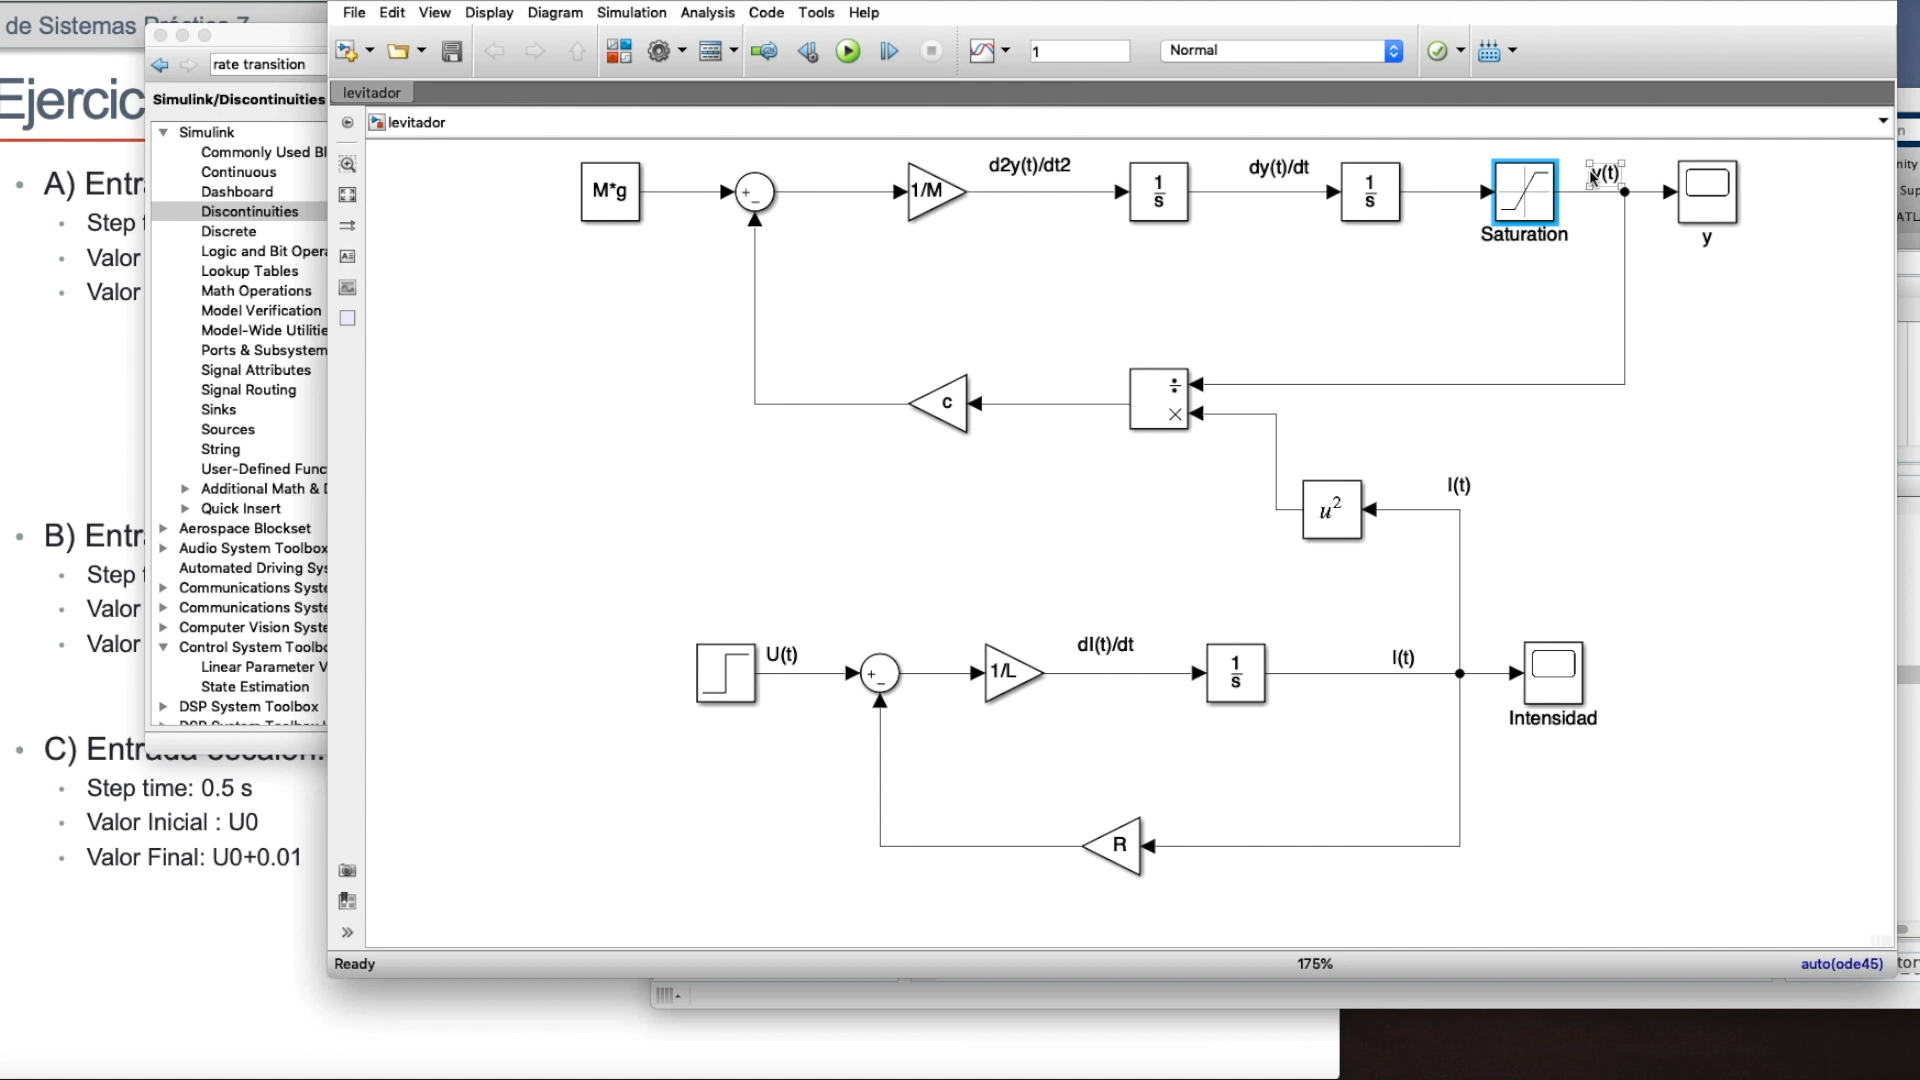 File Edit View Display Diagram Simulation Analysis Code Tools Help
de Sistemas Práctica 7
rate transition
1
Normal
Ejercic
Simulink/Discontinuities
levitador
levitador
Simulink
Commonly Used Bl
Continuous
Dashboard
Discontinuities
Discrete
Logic and Bit Opera
Lookup Tables
Math Operations
Model Verification
Model-Wide Utilitie
Ports & Subsystem
Signal Attributes
Signal Routing
Sinks
Sources
String
User-Defined Func
Additional Math & D
Quick Insert
Aerospace Blockset
Audio System Toolbox
Automated Driving Sys
Communications Syste
Communications Syste
Computer Vision Syste
Control System Toolbo
Linear Parameter V
State Estimation
DSP System Toolbox
A) Entr
Step t
Valor
Valor
B) Entr
Step t
Valor
Valor
C) Entrada escalón:
Step time: 0.5 s
Valor Inicial : U0
Valor Final: U0+0.01
M*g
+
−
1/M
d2y(t)/dt2
1
s
dy(t)/dt
1
s
Saturation
y(t)
y
c
÷
×
u²
I(t)
U(t)
+
−
1/L
dI(t)/dt
1
s
I(t)
Intensidad
R
Ready
175%
auto(ode45)